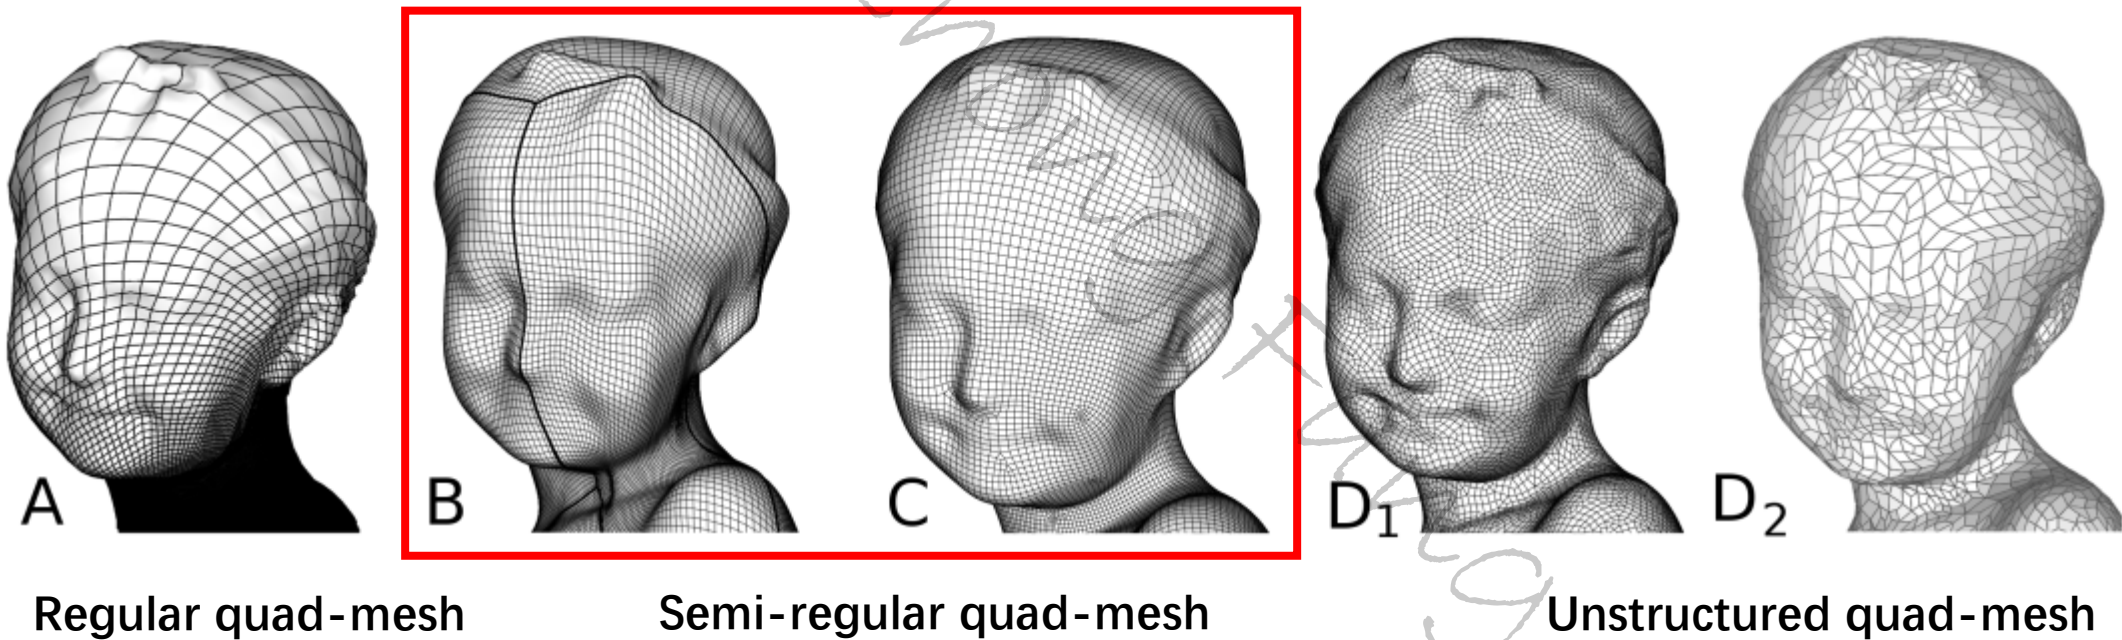 A
B
C
D1
D2
Regular quad-mesh
Semi-regular quad-mesh
Unstructured quad-mesh